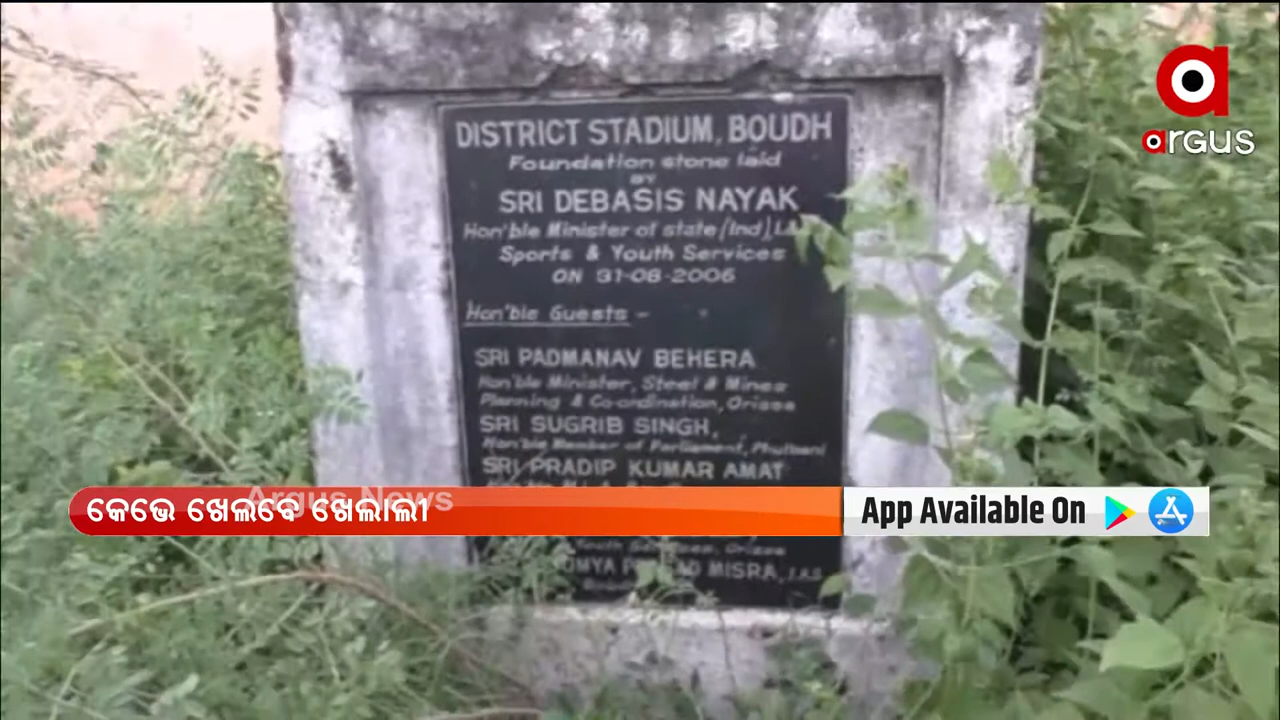 DISTRICT STADIUM, BOUDH
Foundation stone laid
BY
SRI DEBASIS NAYAK
Hon'ble Minister of state (Ind), I.&
Sports & Youth Services
ON 31-08-2006
Hon'ble Guests -
SRI PADMANAV BEHERA
Hon'ble Minister, Steel & Mines
Planning & Co-ordination, Orissa
SRI SUGRIB SINGH,
Hon'ble Member of Parliament, Phulbani
SRI PRADIP KUMAR AMAT
Argus News
କେଭେ ଖେଳବେ ଖେଳାଳୀ
App Available On
Youth Services, Orissa
MISRA, I.A.S
argus